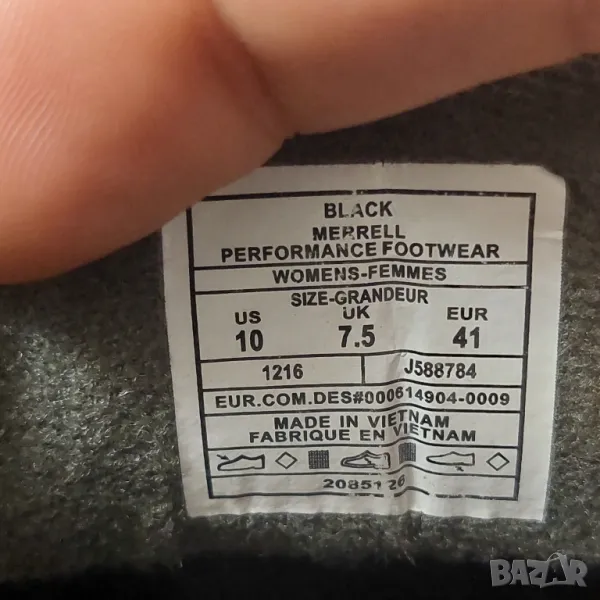 BLACK
MERRELL
PERFORMANCE FOOTWEAR
WOMENS-FEMMES
SIZE-GRANDEUR
US UK EUR
10 7.5 41
1216 J588784
EUR.COM.DES#000614904-0009
MADE IN VIETNAM
FABRIQUE EN VIETNAM
2085126
BAZAR